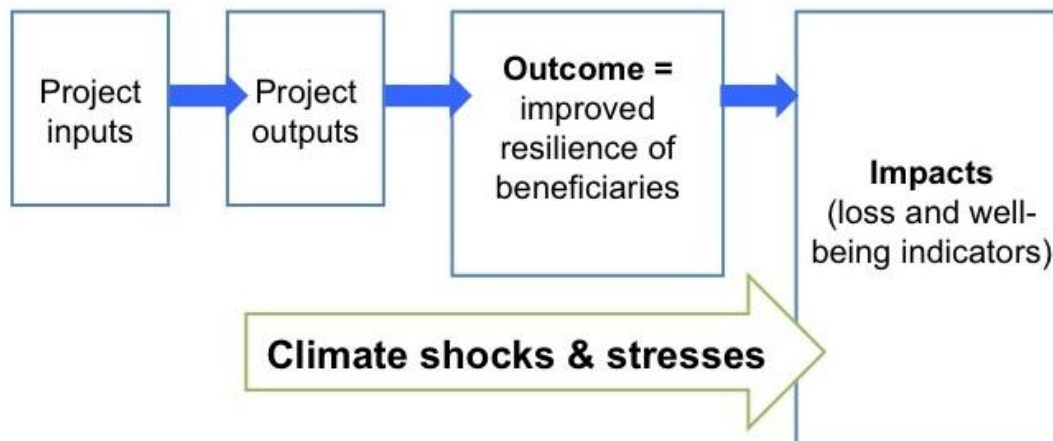 Project
inputs
Project
outputs
Outcome =
improved
resilience of
beneficiaries
Impacts
(loss and well-
being indicators)
Climate shocks & stresses